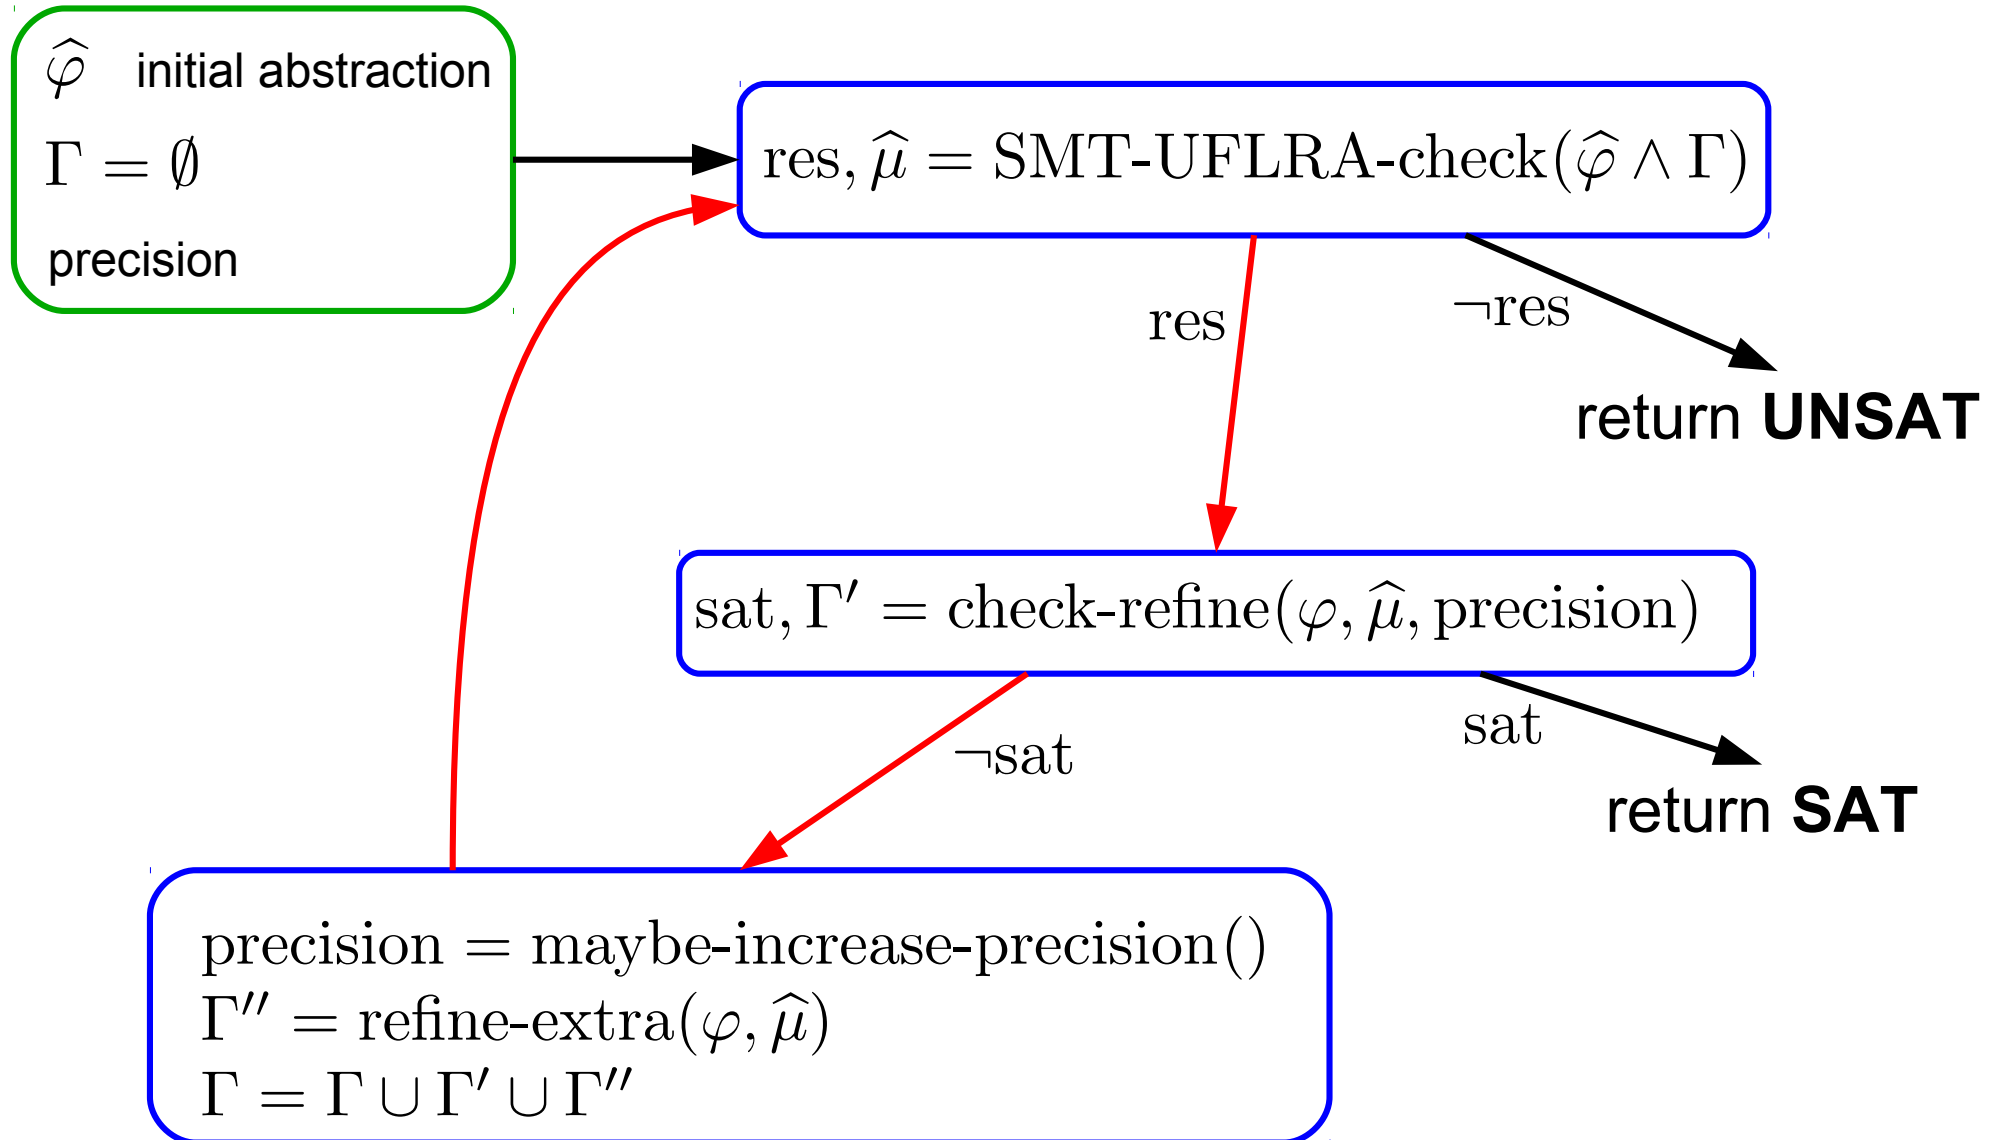 φ̂ initial abstraction
Γ = ∅
precision
res, μ̂ = SMT-UFLRA-check(φ̂ ∧ Γ)
res
¬res
return UNSAT
sat, Γ′ = check-refine(φ, μ̂, precision)
¬sat
sat
return SAT
precision = maybe-increase-precision()
Γ′′ = refine-extra(φ, μ̂)
Γ = Γ ∪ Γ′ ∪ Γ′′